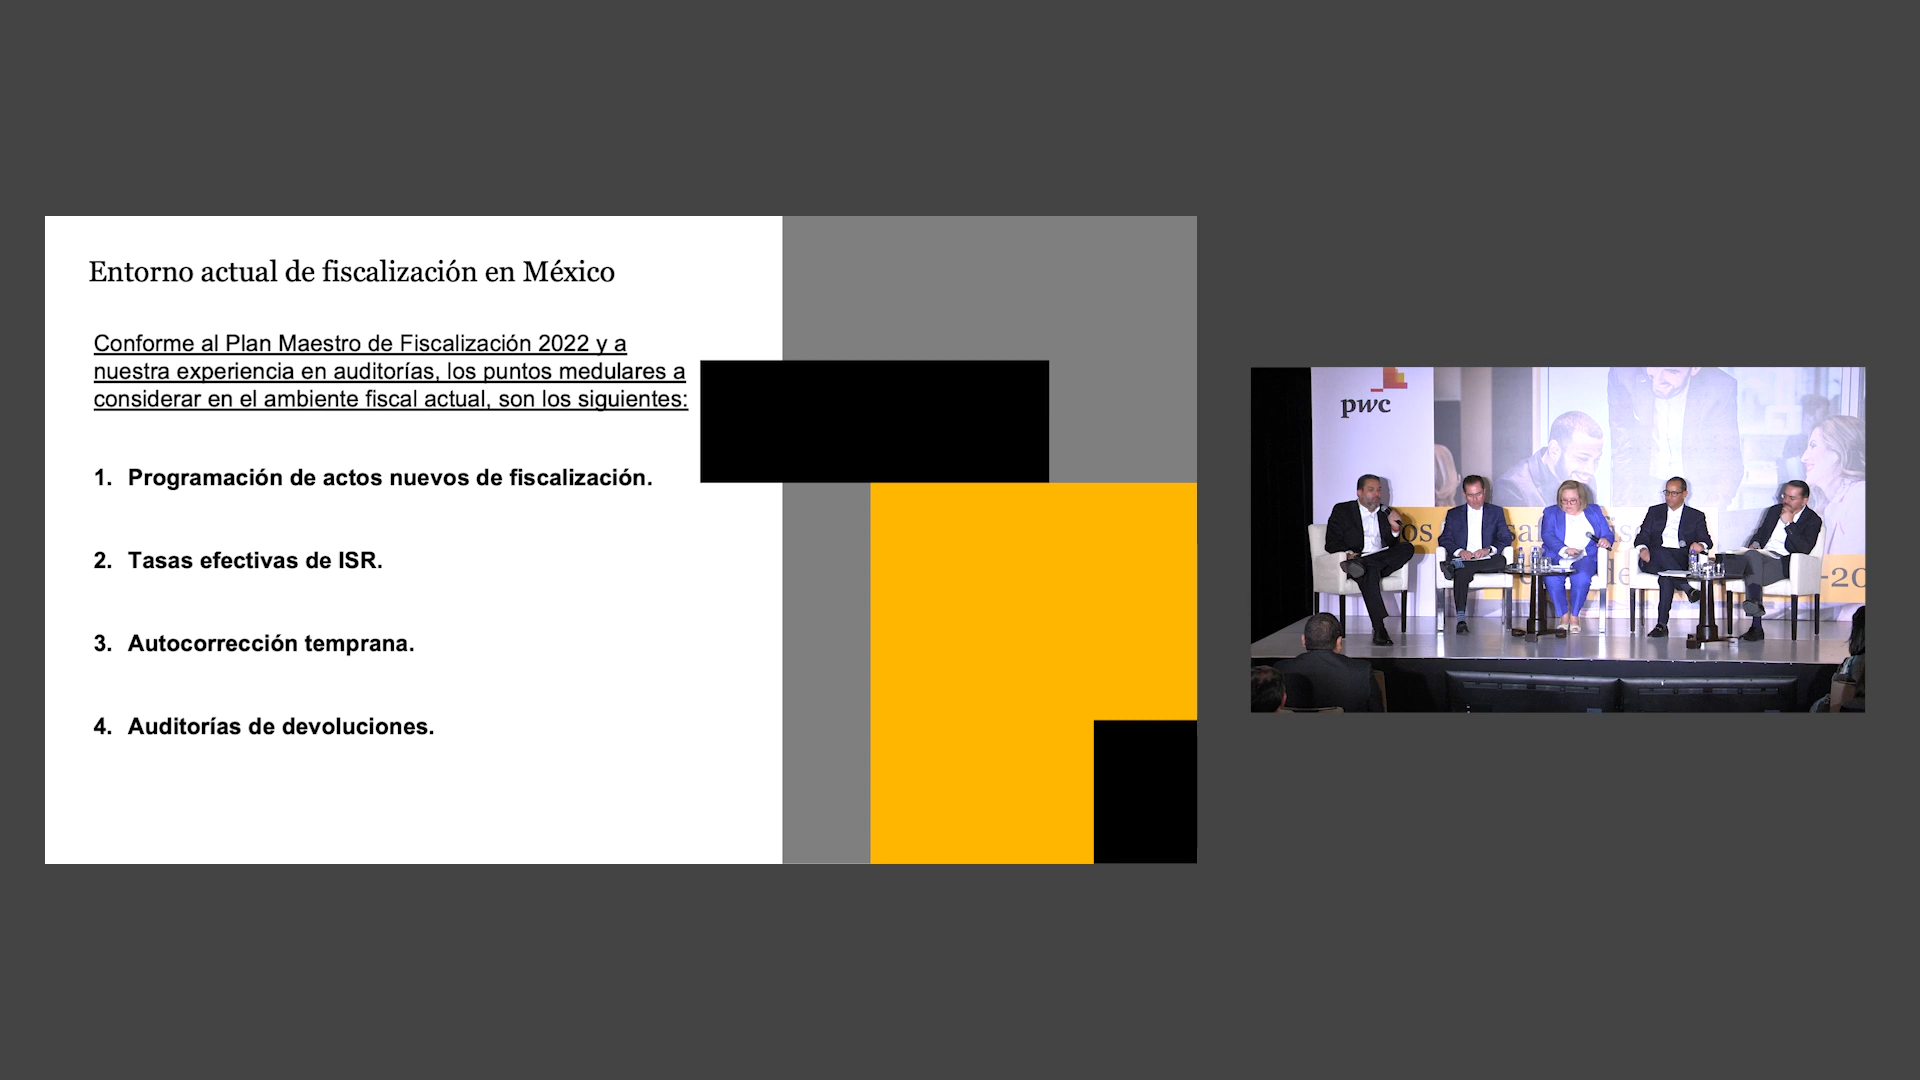 Entorno actual de fiscalización en México
Conforme al Plan Maestro de Fiscalización 2022 y a
nuestra experiencia en auditorías, los puntos medulares a
considerar en el ambiente fiscal actual, son los siguientes:
1. Programación de actos nuevos de fiscalización.
2. Tasas efectivas de ISR.
3. Autocorrección temprana.
4. Auditorías de devoluciones.
pwc